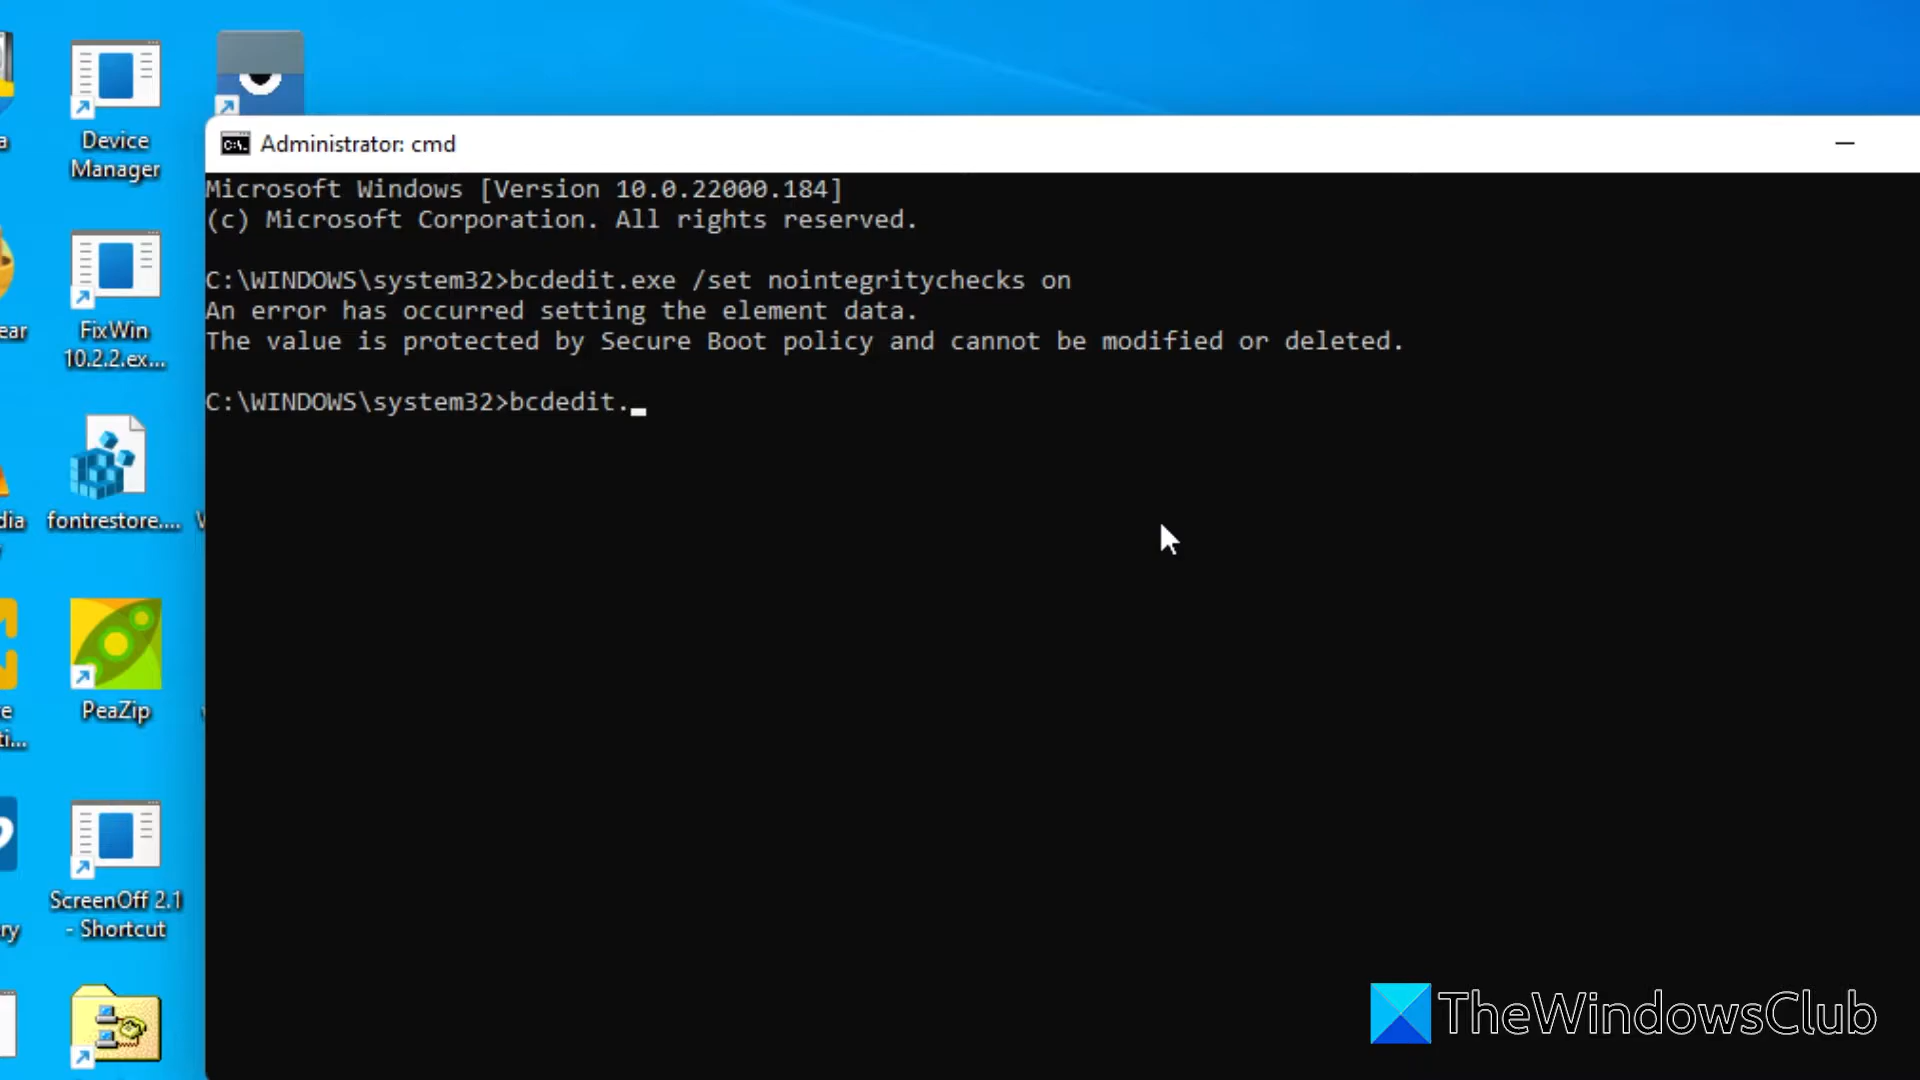 Device
Manager
FixWin
10.2.2.ex...
fontrestore....
PeaZip
ScreenOff 2.1
- Shortcut
Administrator: cmd
Microsoft Windows [Version 10.0.22000.184]
(c) Microsoft Corporation. All rights reserved.
C:\WINDOWS\system32>bcdedit.exe /set nointegritychecks on
An error has occurred setting the element data.
The value is protected by Secure Boot policy and cannot be modified or deleted.
C:\WINDOWS\system32>bcdedit._
TheWindowsClub